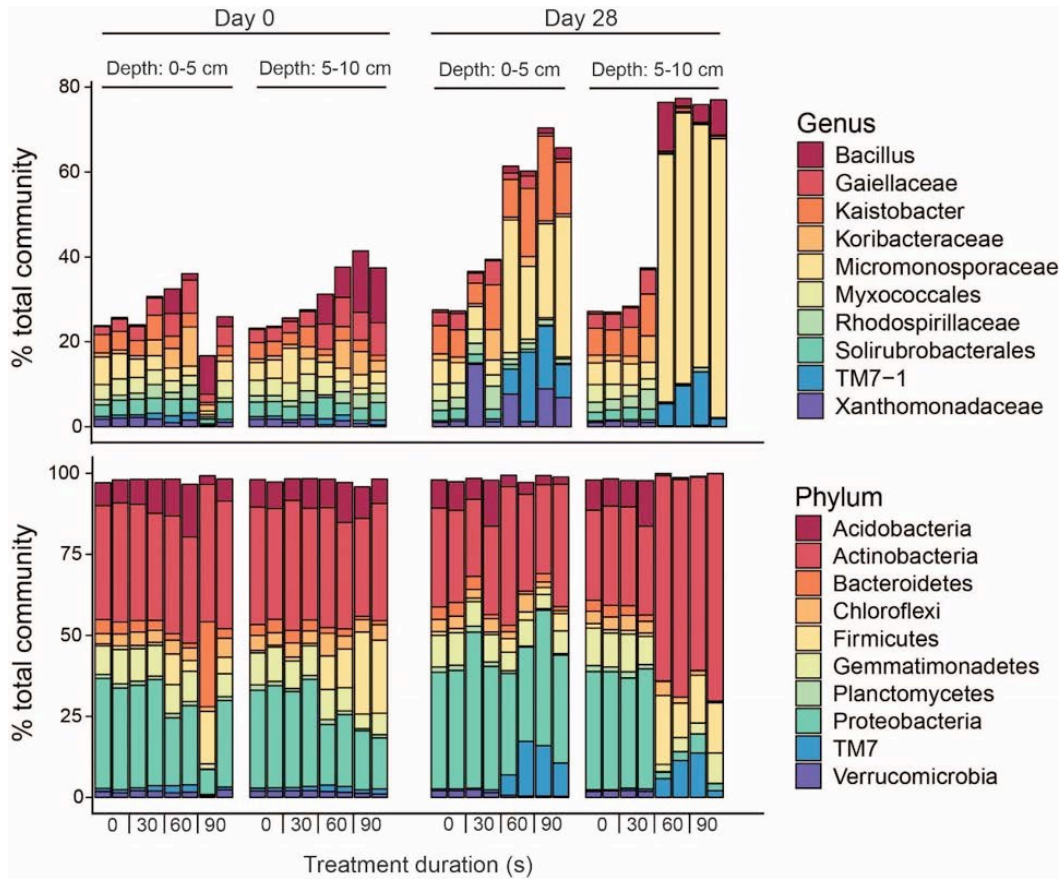 Day 0
Day 28
Depth: 0-5 cm
Depth: 5-10 cm
Depth: 0-5 cm
Depth: 5-10 cm
% total community
80
60
40
20
0
Genus
Bacillus
Gaiellaceae
Kaistobacter
Koribacteraceae
Micromonosporaceae
Myxococcales
Rhodospirillaceae
Solirubrobacterales
TM7-1
Xanthomonadaceae
% total community
100
75
50
25
0
Phylum
Acidobacteria
Actinobacteria
Bacteroidetes
Chloroflexi
Firmicutes
Gemmatimonadetes
Planctomycetes
Proteobacteria
TM7
Verrucomicrobia
0 | 30 | 60 | 90
0 | 30 | 60 | 90
0 | 30 | 60 | 90
0 | 30 | 60 | 90
Treatment duration (s)